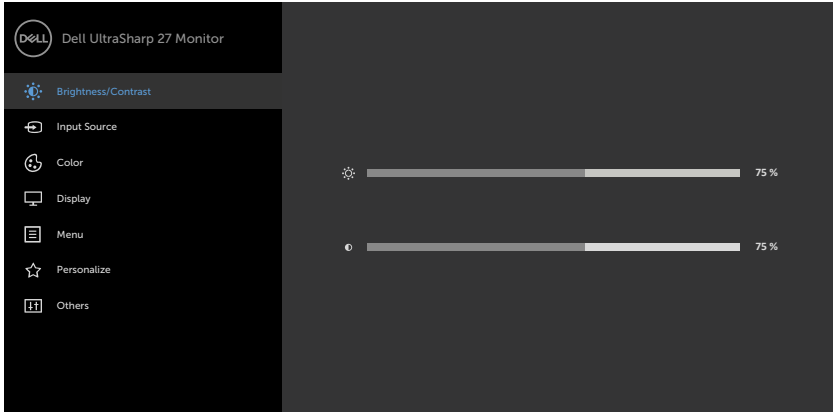 DELL
Dell UltraSharp 27 Monitor
Brightness/Contrast
Input Source
Color
Display
Menu
Personalize
Others
75 %
75 %